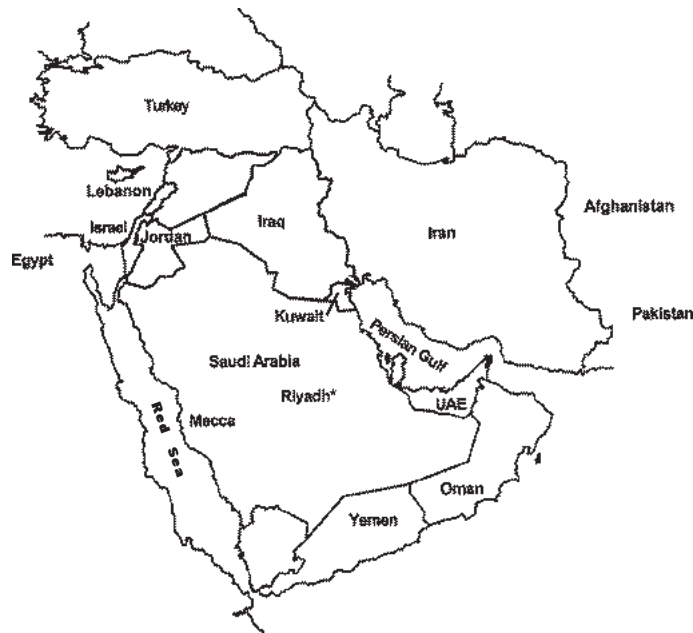 Turkey
Lebanon
Afghanistan
Israel
Jordan
Iraq
Iran
Egypt
Kuwait
Pakistan
Persian Gulf
Saudi Arabia
Riyadh*
UAE
Red Sea
Mecca
Oman
Yemen